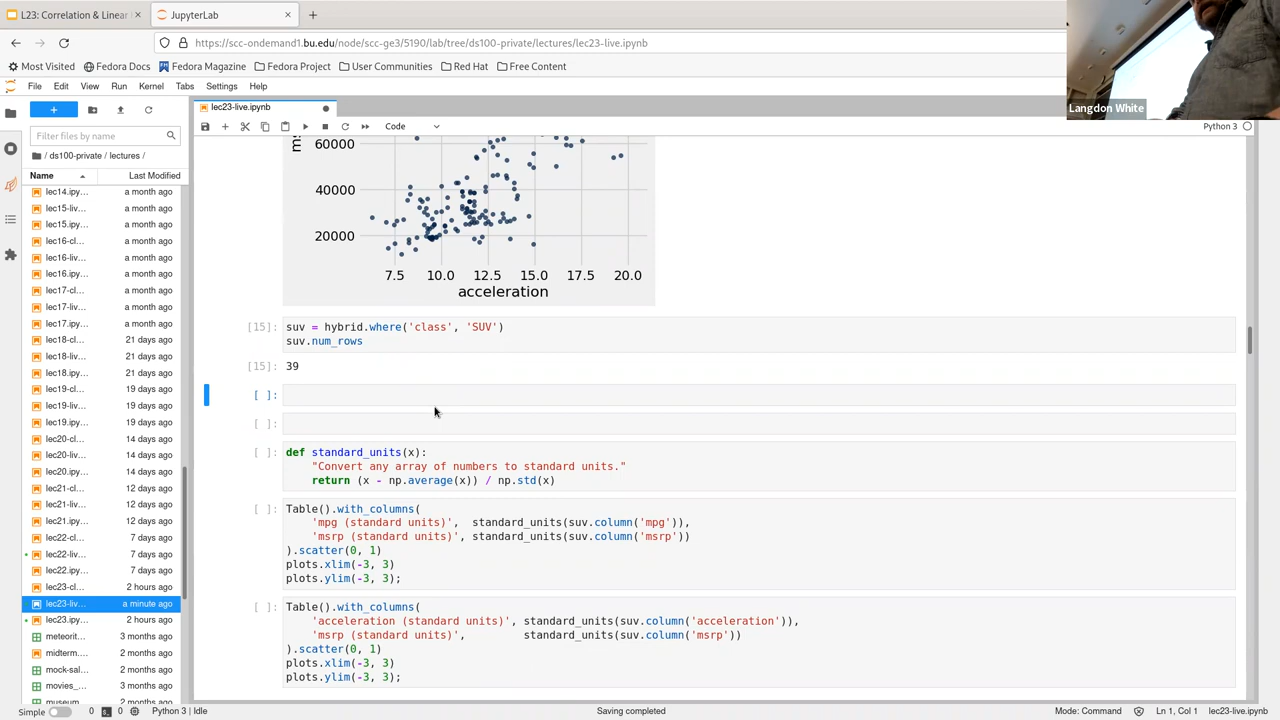 L23: Correlation & Linear
JupyterLab
https://scc-ondemand1.bu.edu/node/scc-ge3/5190/lab/tree/ds100-private/lectures/lec23-live.ipynb
Most Visited
Fedora Docs
Fedora Magazine
Fedora Project
User Communities
Red Hat
Free Content
Langdon White
File Edit View Run Kernel Tabs Settings Help
lec23-live.ipynb
Filter files by name
Code
Python 3
/ ds100-private / lectures /
Name Last Modified
lec14.ipy... a month ago
lec15-liv... a month ago
lec15.ipy... a month ago
lec16-cl... a month ago
lec16-liv... a month ago
lec16.ipy... a month ago
lec17-cl... a month ago
lec17-liv... a month ago
lec17.ipy... a month ago
lec18-cl... 21 days ago
lec18-liv... 21 days ago
lec18.ipy... 21 days ago
lec19-cl... 19 days ago
lec19-liv... 19 days ago
lec19.ipy... 19 days ago
lec20-cl... 14 days ago
lec20-liv... 14 days ago
lec20.ipy... 14 days ago
lec21-cl... 12 days ago
lec21-liv... 12 days ago
lec21.ipy... 12 days ago
lec22-cl... 7 days ago
lec22-liv... 7 days ago
lec22.ipy... 7 days ago
lec23-cl... 2 hours ago
lec23-liv... a minute ago
lec23.ipy... 2 hours ago
meteorit... 3 months ago
midterm.... 2 months ago
mock-sal... 2 months ago
movies_... 3 months ago
museum... 2 months ago
60000
40000
20000
7.5 10.0 12.5 15.0 17.5 20.0
acceleration
[15]: suv = hybrid.where('class', 'SUV')
suv.num_rows
[15]: 39
[ ]:
[ ]:
[ ]: def standard_units(x):
"Convert any array of numbers to standard units."
return (x - np.average(x)) / np.std(x)
[ ]: Table().with_columns(
'mpg (standard units)', standard_units(suv.column('mpg')),
'msrp (standard units)', standard_units(suv.column('msrp'))
).scatter(0, 1)
plots.xlim(-3, 3)
plots.ylim(-3, 3);
[ ]: Table().with_columns(
'acceleration (standard units)', standard_units(suv.column('acceleration')),
'msrp (standard units)', standard_units(suv.column('msrp'))
).scatter(0, 1)
plots.xlim(-3, 3)
plots.ylim(-3, 3);
Simple 0 0 Python 3 | Idle Saving completed Mode: Command Ln 1, Col 1 lec23-live.ipynb